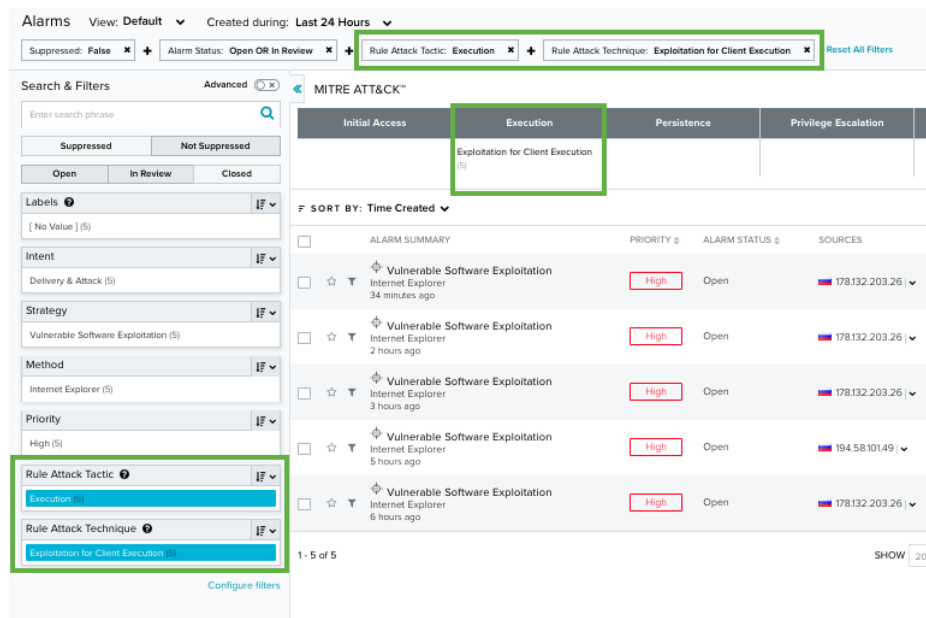 Alarms View: Default Created during: Last 24 Hours
Suppressed: False × + Alarm Status: Open OR In Review × + Rule Attack Tactic: Execution × + Rule Attack Technique: Exploitation for Client Execution × Reset All Filters
Search & Filters Advanced
Enter search phrase
Suppressed Not Suppressed
Open In Review Closed
Labels
[ No Value ] (5)
Intent
Delivery & Attack (5)
Strategy
Vulnerable Software Exploitation (5)
Method
Internet Explorer (5)
Priority
High (5)
Rule Attack Tactic
Execution (5)
Rule Attack Technique
Exploitation for Client Execution (5)
Configure filters
MITRE ATT&CK™
Initial Access Execution Persistence Privilege Escalation
Exploitation for Client Execution
(5)
SORT BY: Time Created
ALARM SUMMARY PRIORITY ALARM STATUS SOURCES
Vulnerable Software Exploitation
Internet Explorer High Open 178.132.203.26
34 minutes ago
Vulnerable Software Exploitation
Internet Explorer High Open 178.132.203.26
2 hours ago
Vulnerable Software Exploitation
Internet Explorer High Open 178.132.203.26
3 hours ago
Vulnerable Software Exploitation
Internet Explorer High Open 194.58.101.49
5 hours ago
Vulnerable Software Exploitation
Internet Explorer High Open 178.132.203.26
6 hours ago
1 - 5 of 5 SHOW 20